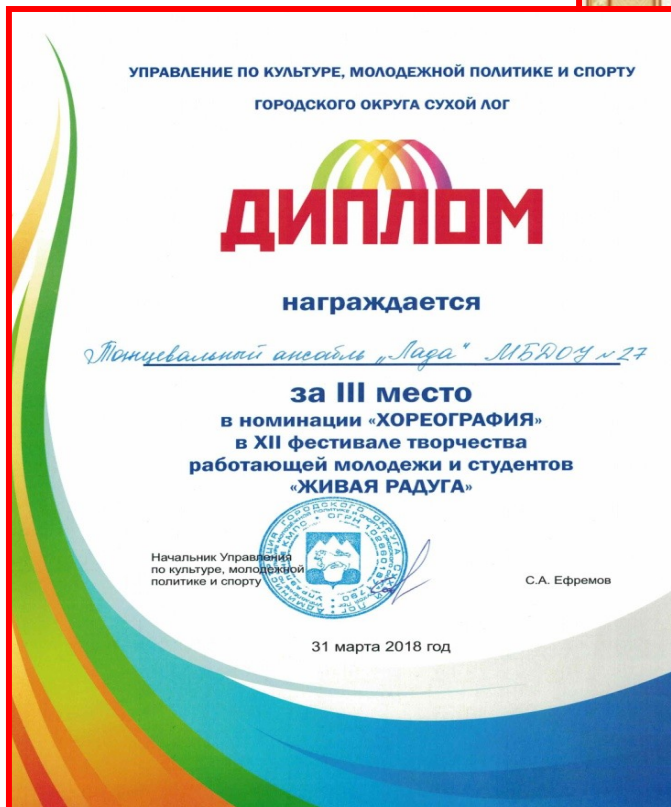 УПРАВЛЕНИЕ ПО КУЛЬТУРЕ, МОЛОДЕЖНОЙ ПОЛИТИКЕ И СПОРТУ
ГОРОДСКОГО ОКРУГА СУХОЙ ЛОГ
ДИПЛОМ
награждается
Танцевальный ансамбль „Лада“ МБДОУ №27
за III место
в номинации «ХОРЕОГРАФИЯ»
в XII фестивале творчества
работающей молодежи и студентов
«ЖИВАЯ РАДУГА»
Начальник Управления
по культуре, молодежной
политике и спорту
С.А. Ефремов
31 марта 2018 год